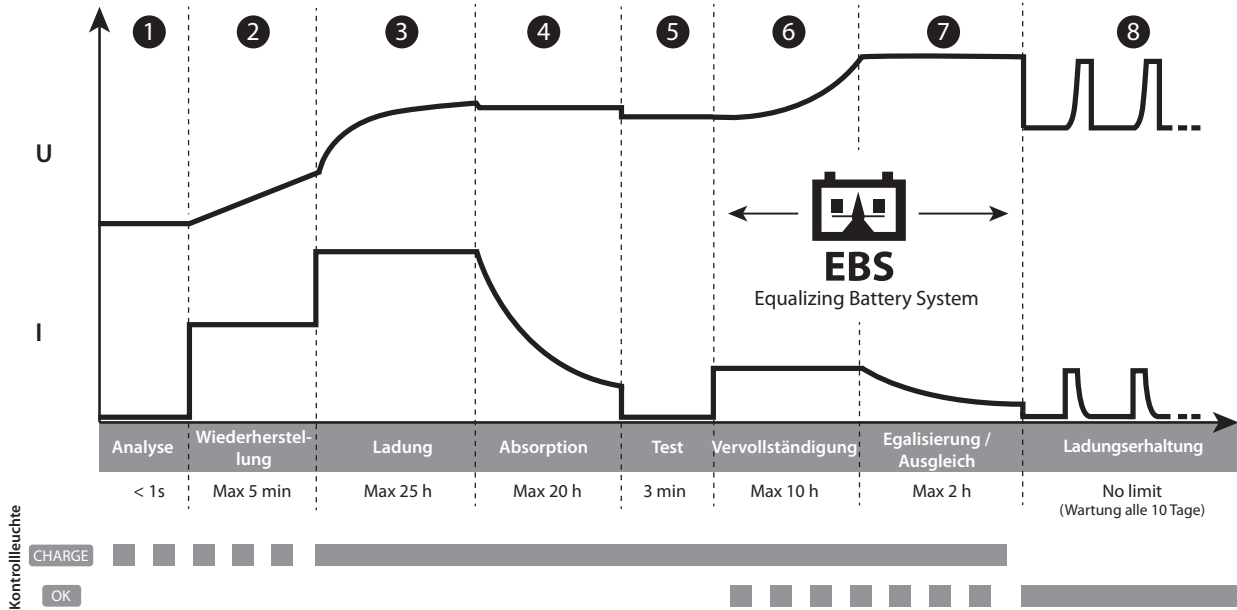 1 2 3 4 5 6 7 8
U
EBS
Equalizing Battery System
I
Analyse
Wiederherstel-
lung
Ladung
Absorption
Test
Vervollständigung
Egalisierung /
Ausgleich
Ladungserhaltung
< 1s
Max 5 min
Max 25 h
Max 20 h
3 min
Max 10 h
Max 2 h
No limit
(Wartung alle 10 Tage)
Kontrollleuchte
CHARGE
OK